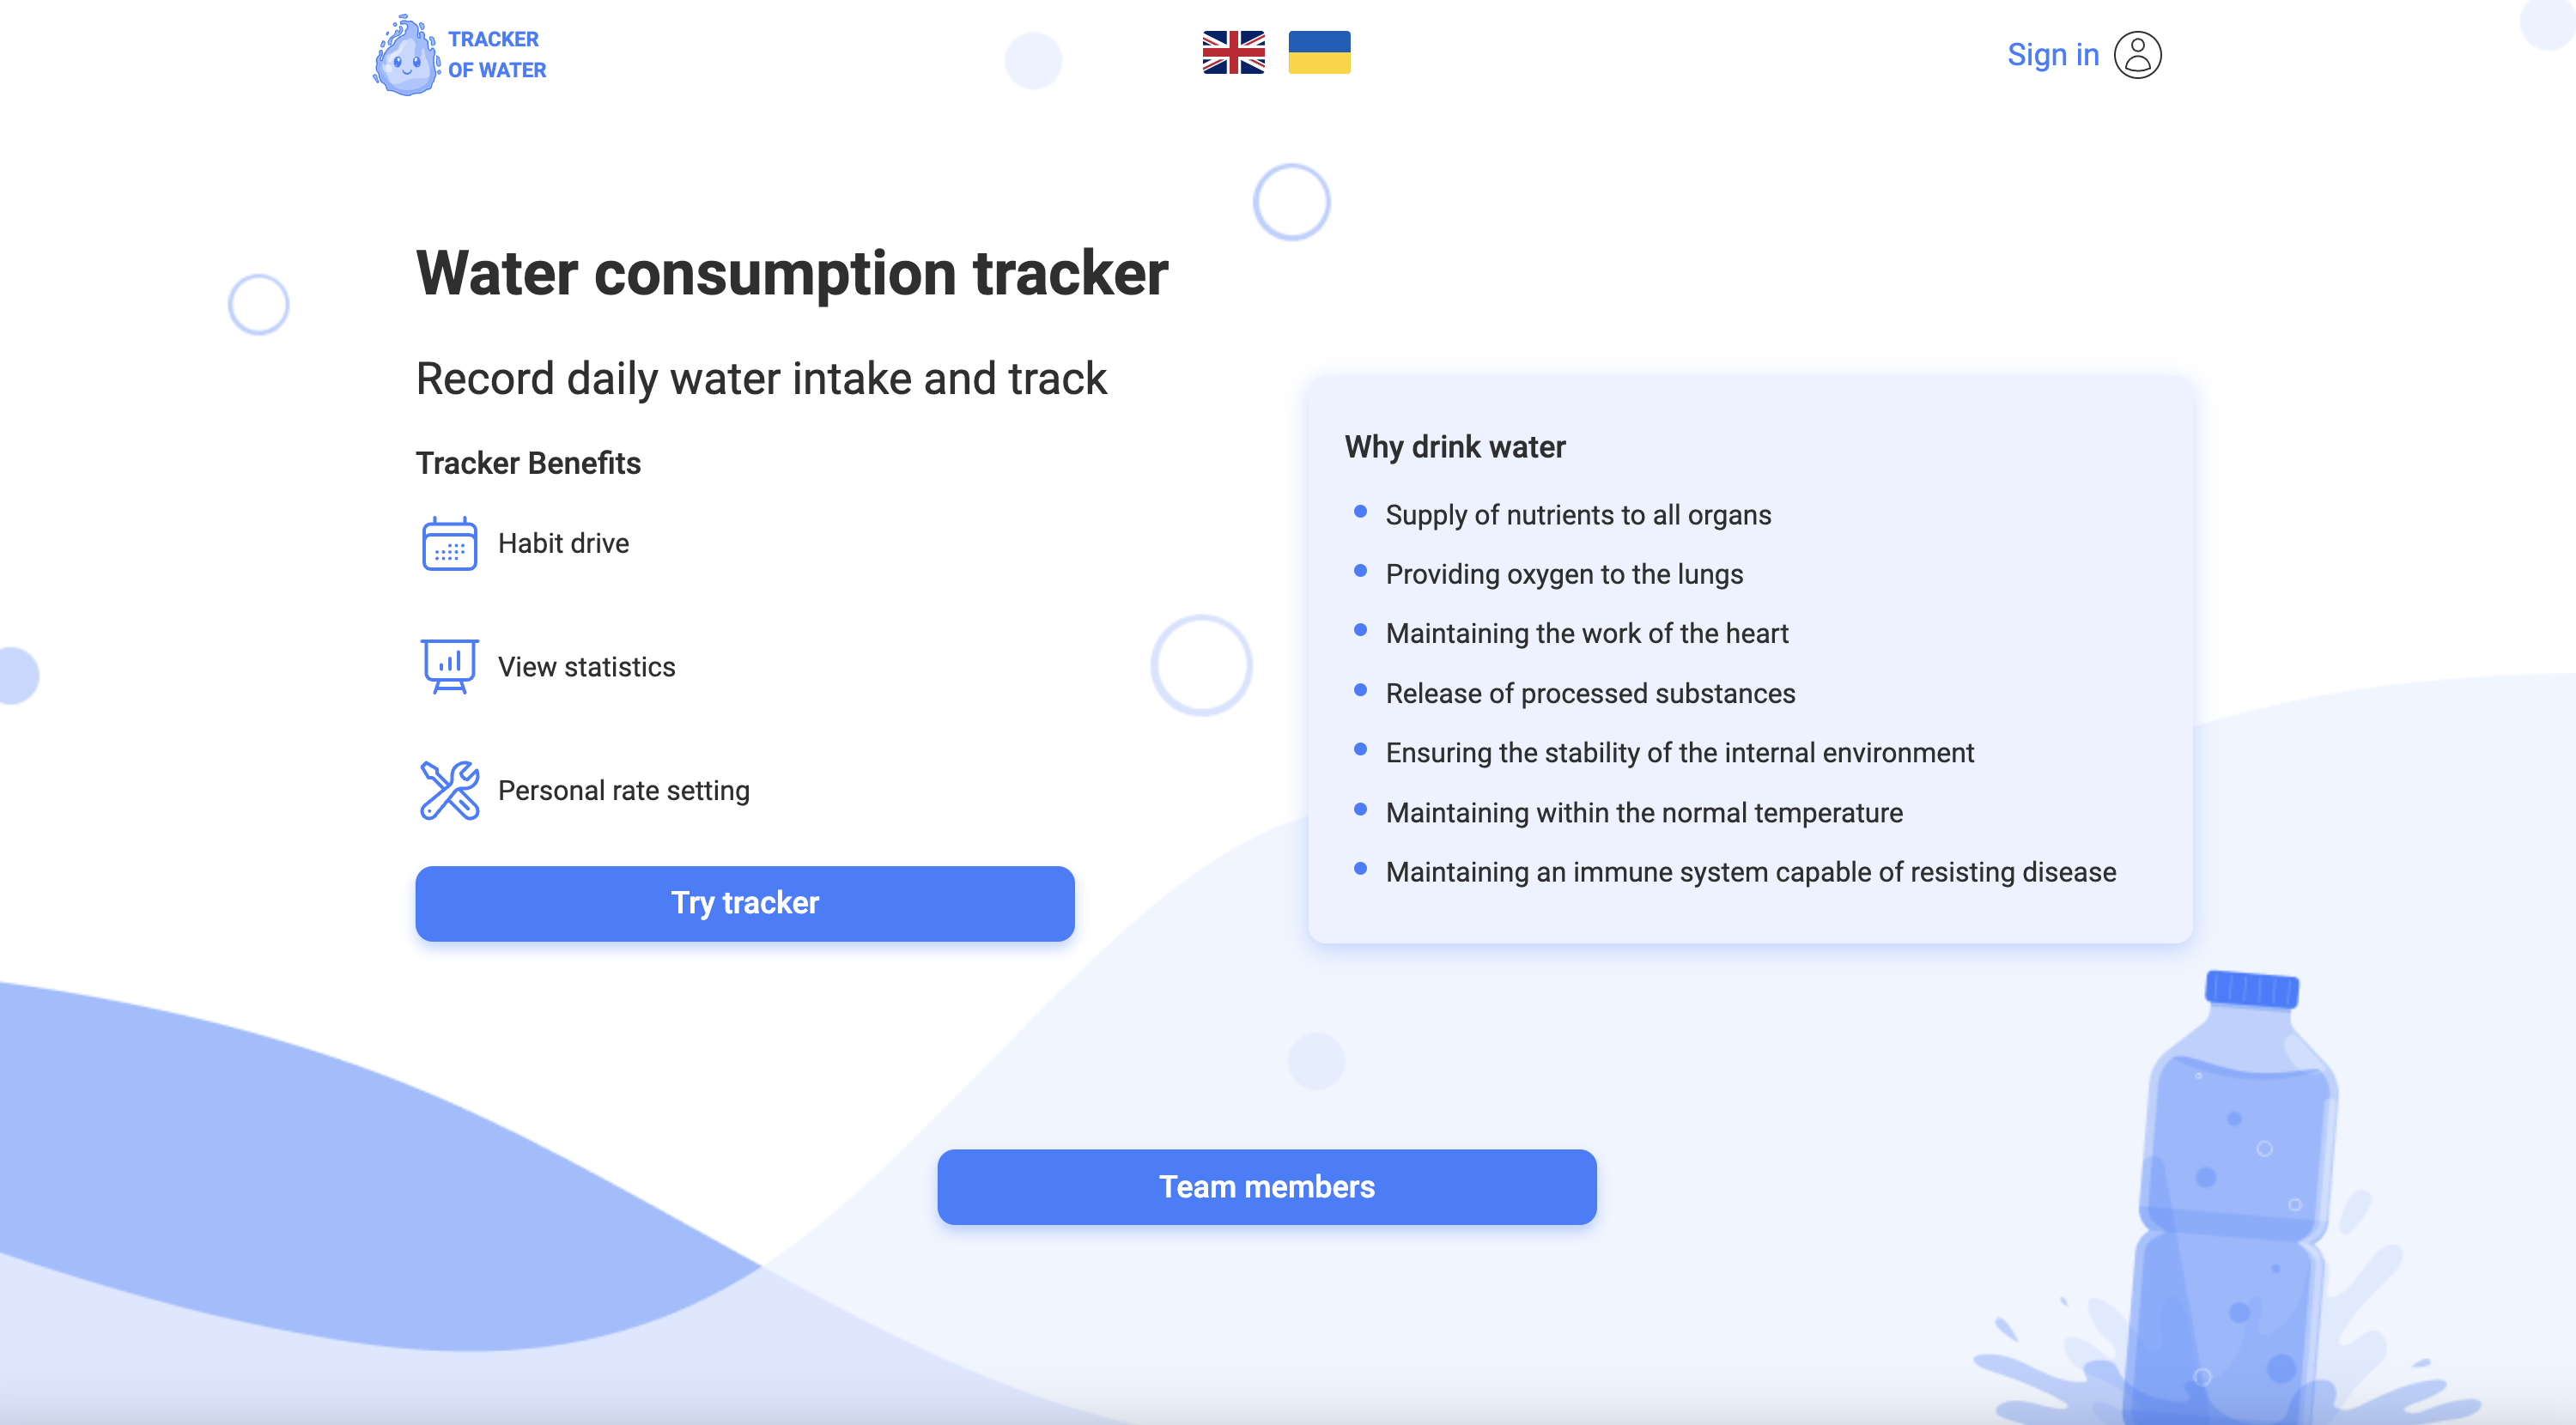 TRACKER
OF WATER
Sign in
Water consumption tracker
Record daily water intake and track
Tracker Benefits
Habit drive
View statistics
Personal rate setting
Try tracker
Why drink water
Supply of nutrients to all organs
Providing oxygen to the lungs
Maintaining the work of the heart
Release of processed substances
Ensuring the stability of the internal environment
Maintaining within the normal temperature
Maintaining an immune system capable of resisting disease
Team members